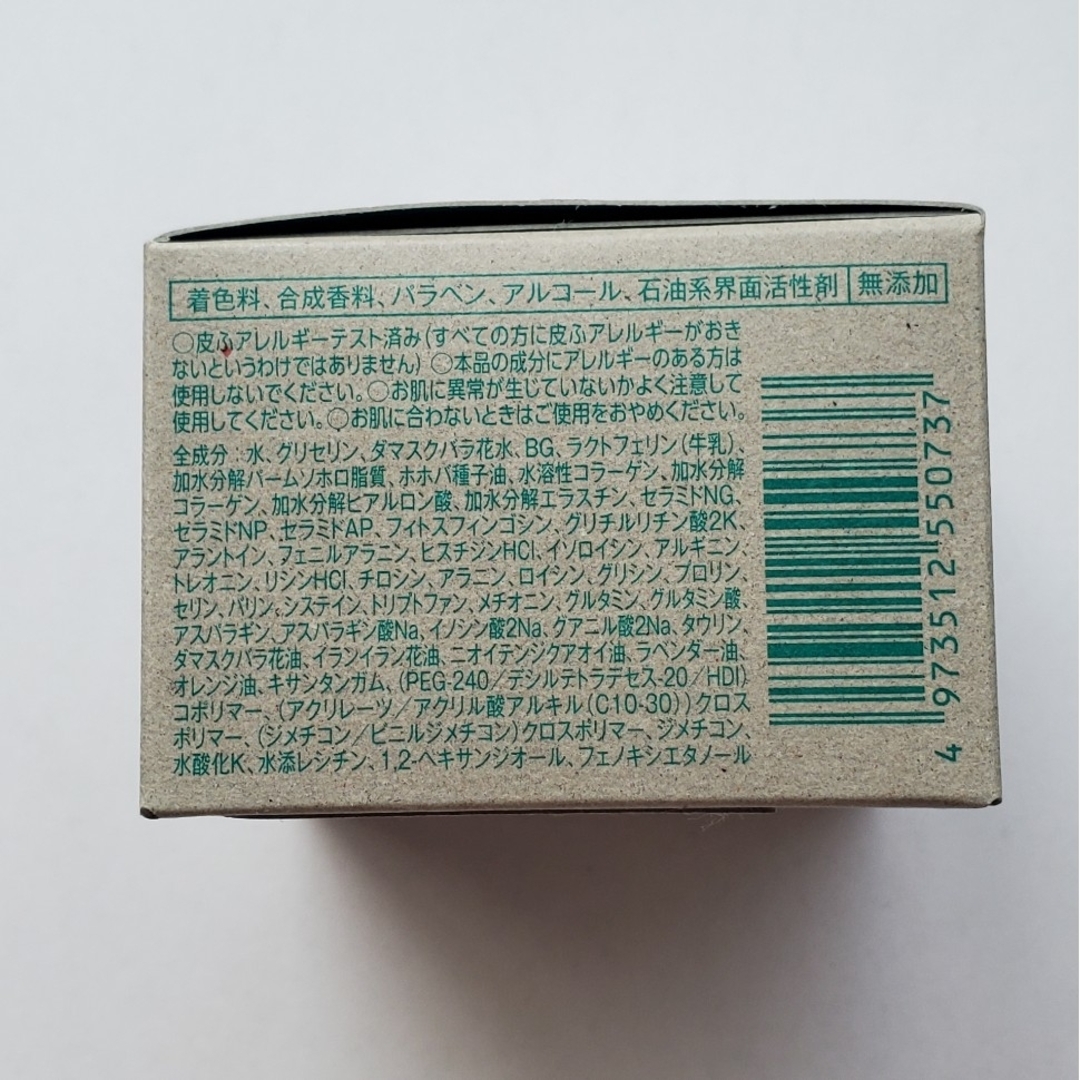 着色料、合成香料、パラベン、アルコール、石油系界面活性剤 無添加
○皮ふアレルギーテスト済み(すべての方に皮ふアレルギーがおき
ないというわけではありません) ○本品の成分にアレルギーのある方は
使用しないでください。○お肌に異常が生じていないかよく注意して
使用してください。○お肌に合わないときはご使用をおやめください。
全成分:水、グリセリン、ダマスクバラ花水、BG、ラクトフェリン(牛乳)、
加水分解バームソホロ脂質、ホホバ種子油、水溶性コラーゲン、加水分解
コラーゲン、加水分解ヒアルロン酸、加水分解エラスチン、セラミドNG、
セラミドNP、セラミドAP、フィトスフィンゴシン、グリチルリチン酸2K、
アラントイン、フェニルアラニン、ヒスチジンHCl、イソロイシン、アルギニン、
トレオニン、リシンHCl、チロシン、アラニン、ロイシン、グリシン、プロリン、
セリン、バリン、システイン、トリプトファン、メチオニン、グルタミン、グルタミン酸、
アスパラギン、アスパラギン酸Na、イノシン酸2Na、グアニル酸2Na、タウリン、
ダマスクバラ花油、イランイラン花油、ニオイテンジクアオイ油、ラベンダー油、
オレンジ油、キサンタンガム、(PEG-240/デシルテトラデセス-20/HDI)
コポリマー、(アクリレーツ/アクリル酸アルキル(C10-30))クロス
ポリマー、(ジメチコン/ビニルジメチコン)クロスポリマー、ジメチコン、
水酸化K、水添レシチン、1,2-ヘキサンジオール、フェノキシエタノール
4 973512 550737